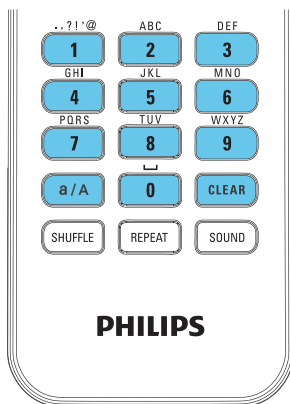 .,?!'@ ABC DEF
1 2 3
GHI JKL MNO
4 5 6
PQRS TUV WXYZ
7 8 9
␣
a/A 0 CLEAR
SHUFFLE REPEAT SOUND
PHILIPS